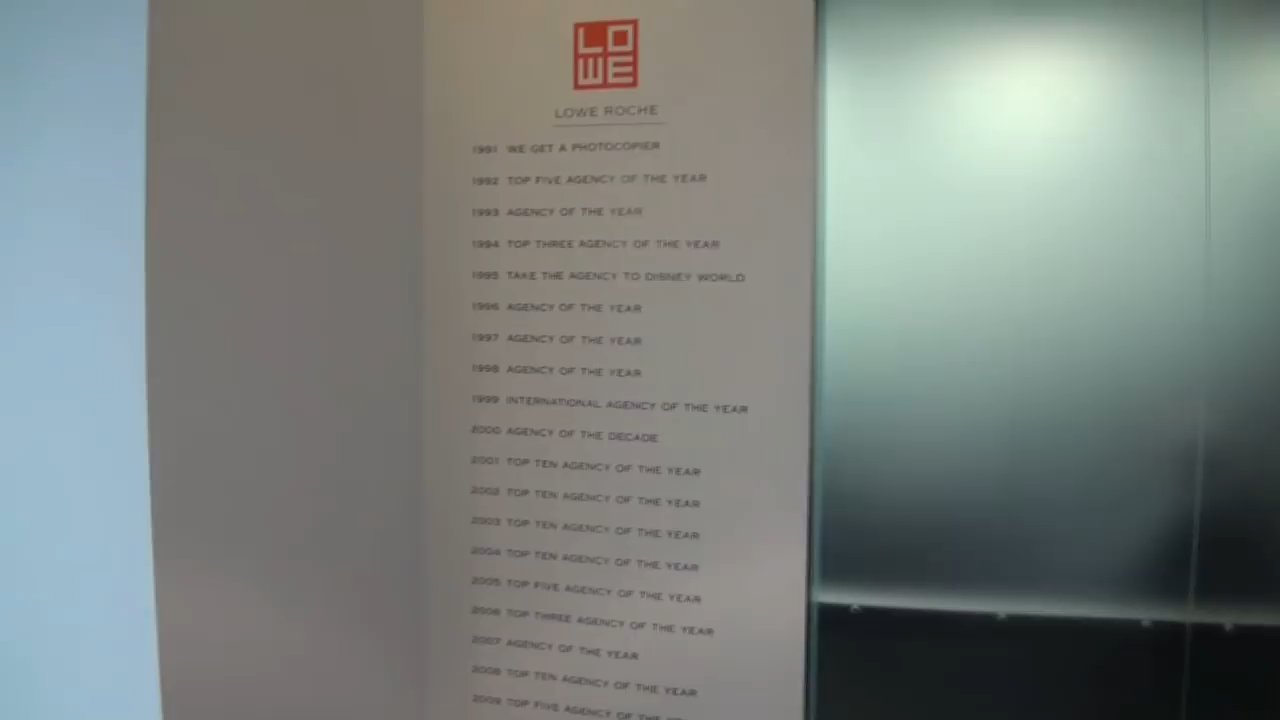 LO
WE
LOWE ROCHE
1991 WE GET A PHOTOCOPIER
1992 TOP FIVE AGENCY OF THE YEAR
1993 AGENCY OF THE YEAR
1994 TOP THREE AGENCY OF THE YEAR
1995 TAKE THE AGENCY TO DISNEY WORLD
1996 AGENCY OF THE YEAR
1997 AGENCY OF THE YEAR
1998 AGENCY OF THE YEAR
1999 INTERNATIONAL AGENCY OF THE YEAR
2000 AGENCY OF THE DECADE
2001 TOP TEN AGENCY OF THE YEAR
2002 TOP TEN AGENCY OF THE YEAR
2003 TOP TEN AGENCY OF THE YEAR
2004 TOP TEN AGENCY OF THE YEAR
2005 TOP FIVE AGENCY OF THE YEAR
2006 TOP THREE AGENCY OF THE YEAR
2007 AGENCY OF THE YEAR
2008 TOP TEN AGENCY OF THE YEAR
2009 TOP FIVE AGENCY OF THE YEAR